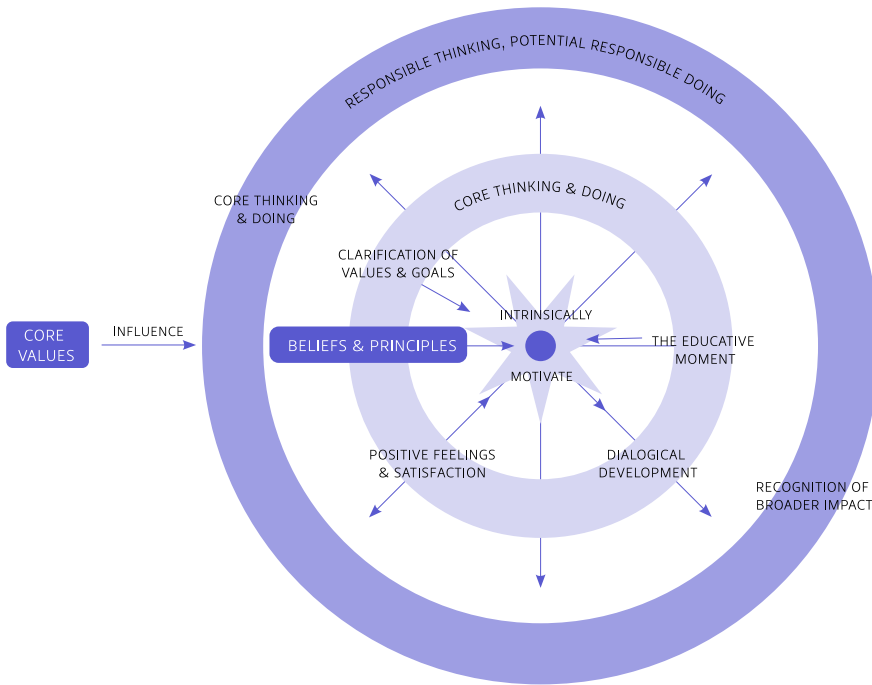 RESPONSIBLE THINKING, POTENTIAL RESPONSIBLE DOING
CORE THINKING & DOING
CORE THINKING
& DOING
CLARIFICATION OF
VALUES & GOALS
INTRINSICALLY
CORE
VALUES
INFLUENCE
BELIEFS & PRINCIPLES
THE EDUCATIVE
MOMENT
MOTIVATE
POSITIVE FEELINGS
& SATISFACTION
DIALOGICAL
DEVELOPMENT
RECOGNITION OF
BROADER IMPACT